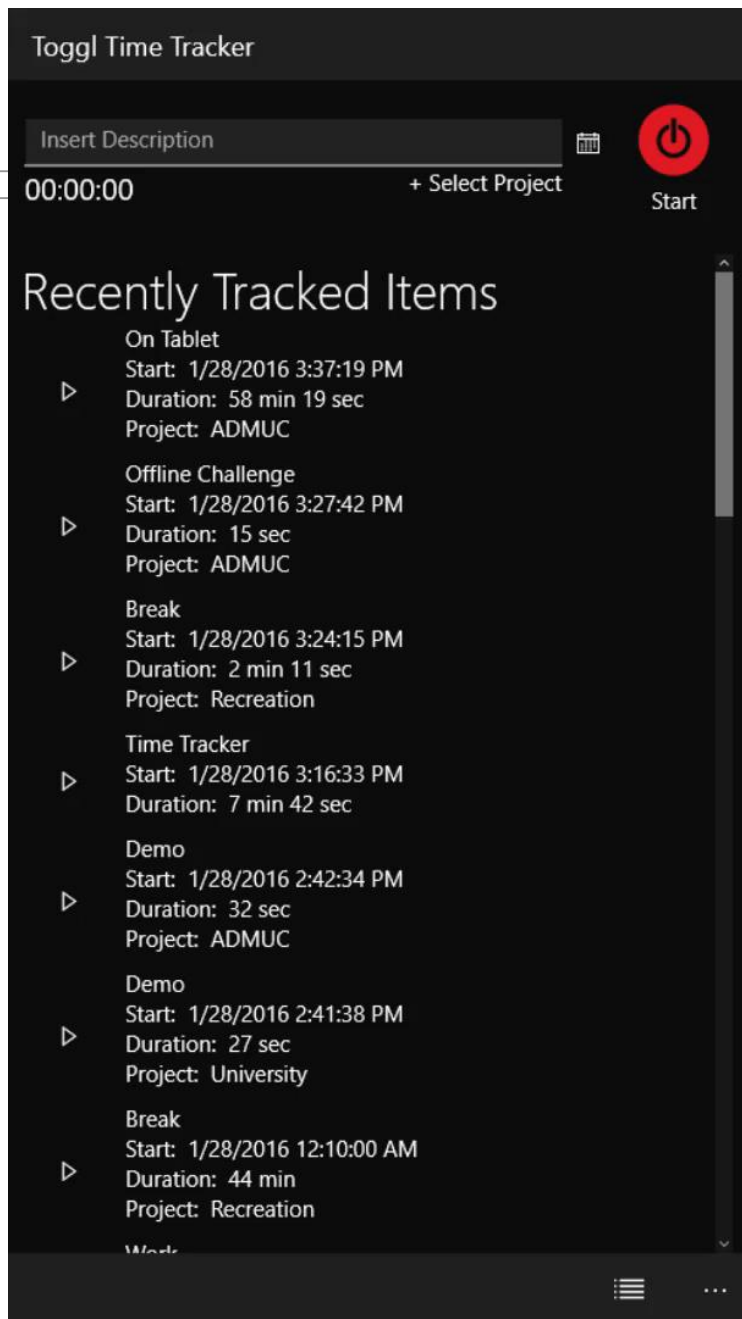 Toggl Time Tracker
Insert Description
00:00:00
+ Select Project
Start
Recently Tracked Items
On Tablet
Start: 1/28/2016 3:37:19 PM
Duration: 58 min 19 sec
Project: ADMUC
Offline Challenge
Start: 1/28/2016 3:27:42 PM
Duration: 15 sec
Project: ADMUC
Break
Start: 1/28/2016 3:24:15 PM
Duration: 2 min 11 sec
Project: Recreation
Time Tracker
Start: 1/28/2016 3:16:33 PM
Duration: 7 min 42 sec
Demo
Start: 1/28/2016 2:42:34 PM
Duration: 32 sec
Project: ADMUC
Demo
Start: 1/28/2016 2:41:38 PM
Duration: 27 sec
Project: University
Break
Start: 1/28/2016 12:10:00 AM
Duration: 44 min
Project: Recreation
Work